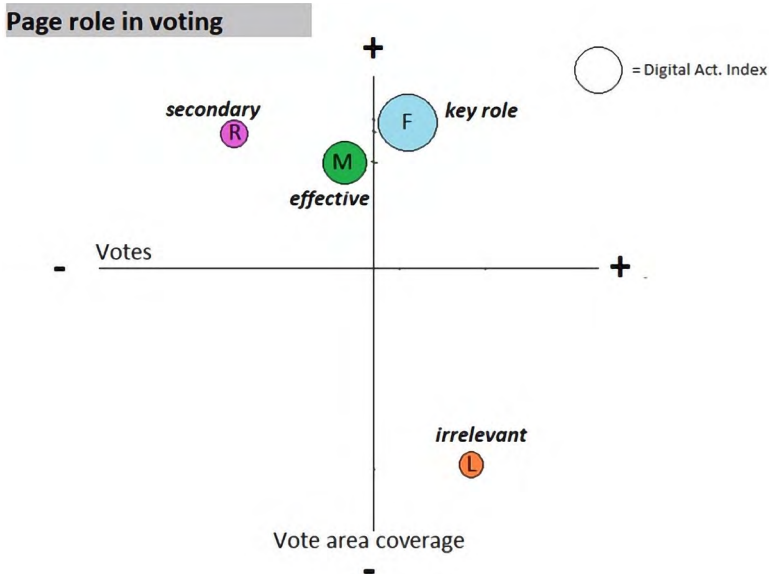 Page role in voting
+
= Digital Act. Index
secondary
R
F
key role
M
effective
Votes
-
+
irrelevant
L
Vote area coverage
-